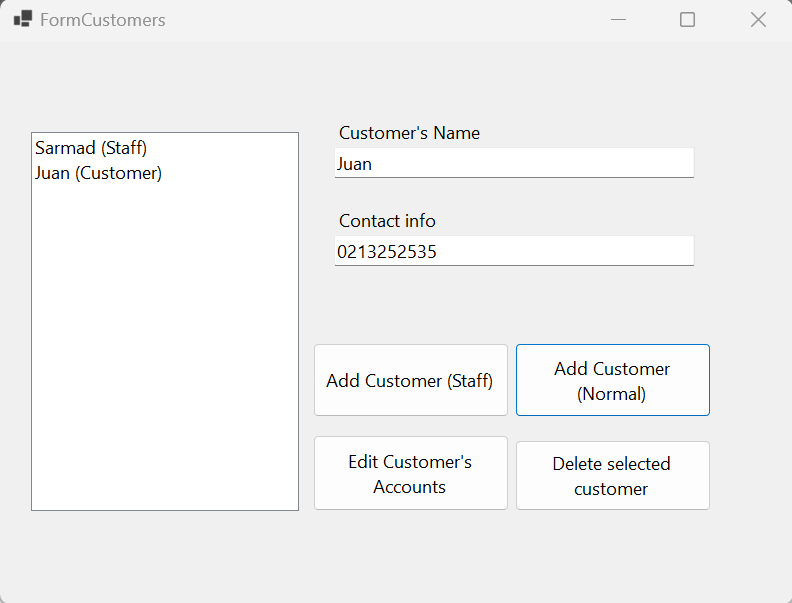 FormCustomers
Sarmad (Staff)
Juan (Customer)
Customer's Name
Juan
Contact info
0213252535
Add Customer (Staff)
Add Customer
(Normal)
Edit Customer's
Accounts
Delete selected
customer